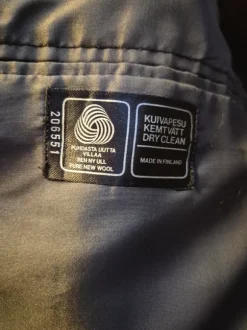 206551
PUHDASTA UUTTA
VILLAA
REN NY ULL
PURE NEW WOOL
KUIVAPESU
KEMTVÄTT
DRY CLEAN
MADE IN FINLAND